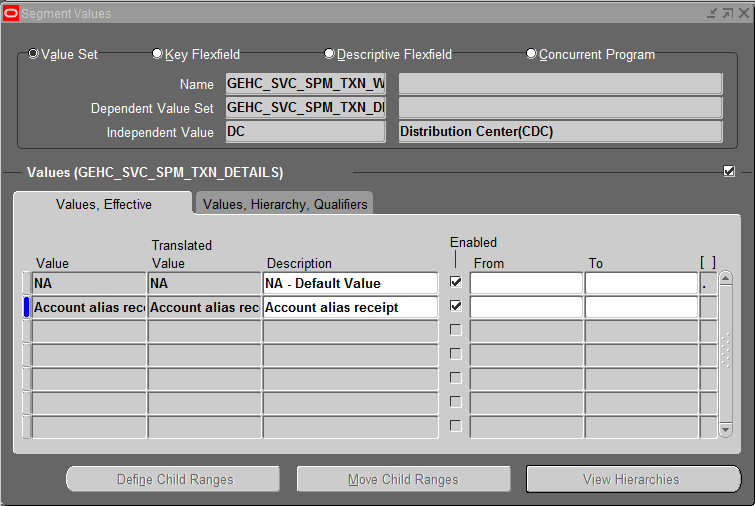 Segment Values
Value Set Key Flexfield Descriptive Flexfield Concurrent Program
Name GEHC_SVC_SPM_TXN_W
Dependent Value Set GEHC_SVC_SPM_TXN_DI
Independent Value DC Distribution Center(CDC)
Values (GEHC_SVC_SPM_TXN_DETAILS)
Values, Effective Values, Hierarchy, Qualifiers
Translated Enabled
Value Value Description From To [ ]
NA NA NA - Default Value .
Account alias rece Account alias rec Account alias receipt
Define Child Ranges Move Child Ranges View Hierarchies